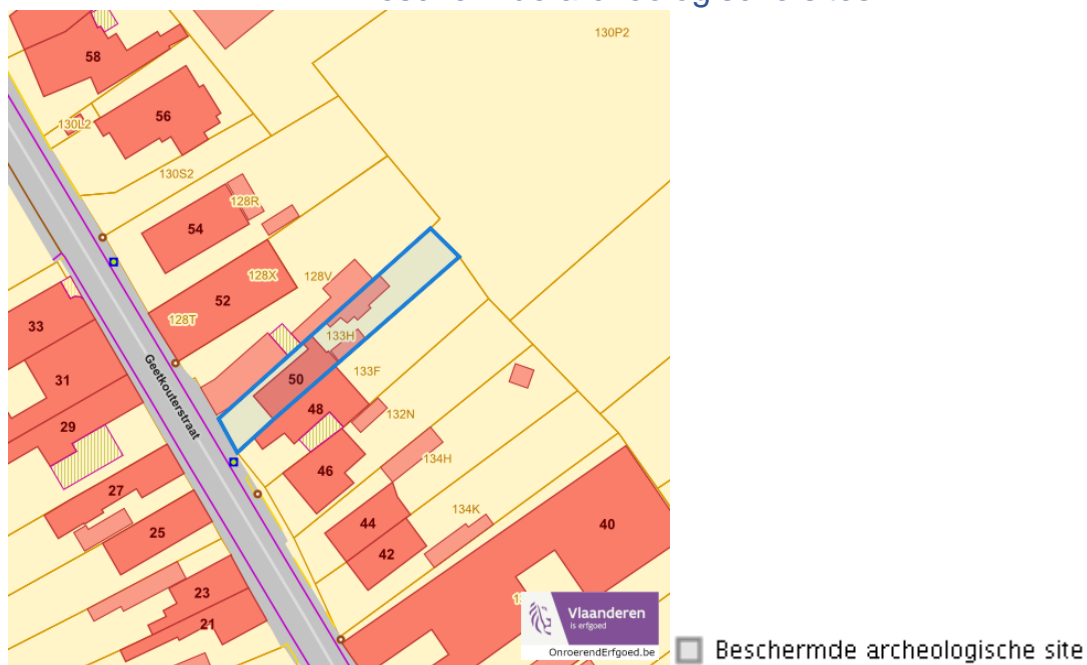 130P2
58
56
130L2
130S2
128R
54
128V
128X
52
128T
33
133H
31
50
133F
Geetkouterstraat
48
132N
29
46
134H
27
134K
44
40
25
42
23
21
Vlaanderen
is erfgoed
OnroerendErfgoed.be
Beschermde archeologische site